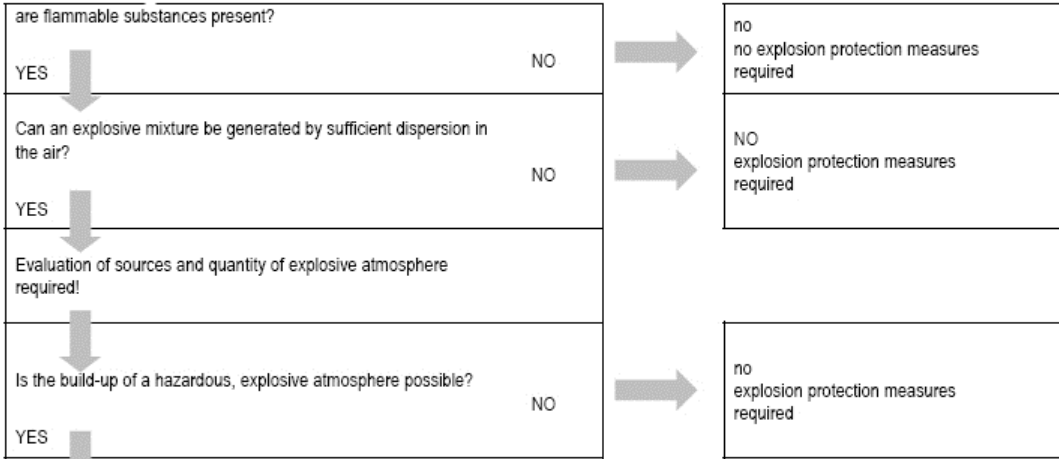 are flammable substances present?
NO
YES
no
no explosion protection measures
required
Can an explosive mixture be generated by sufficient dispersion in
the air?
NO
YES
NO
explosion protection measures
required
Evaluation of sources and quantity of explosive atmosphere
required!
Is the build-up of a hazardous, explosive atmosphere possible?
NO
YES
no
explosion protection measures
required